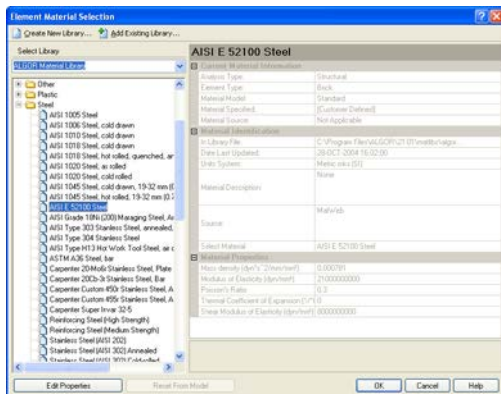 Element Material Selection
Create New Library... Add Existing Library...
Select Library
ALGOR Material Library
Other
Plastic
Steel
AISI 1005 Steel
AISI 1006 Steel, cold drawn
AISI 1018 Steel, cold drawn
AISI 1018 Steel, cold drawn
AISI 1018 Steel, hot rolled, quenched, ar
AISI 1020 Steel, as rolled
AISI 1020 Steel, cold rolled
AISI 1045 Steel, cold drawn, 19-32 mm (0
AISI 1045 Steel, hot rolled, 19-32 mm (0.7
AISI E 52100 Steel
AISI Grade 18Ni (200) Maraging Steel, A
AISI Type 303 Stainless Steel, annealed,
AISI Type 304 Stainless Steel
AISI Type H13 Hot Work Tool Steel, air c
ASTM A36 Steel, bar
Carpenter 20-Mo6 Stainless Steel, Plate
Carpenter 20Cb-3 Stainless Steel, Bar
Carpenter Custom 450 Stainless Steel, A
Carpenter Custom 455 Stainless Steel, A
Carpenter Super Invar 32-5
Reinforcing Steel (High Strength)
Reinforcing Steel (Medium Strength)
Stainless Steel (AISI 202)
Stainless Steel (AISI 302) Annealed
Stainless Steel (AISI 302) Cold-rolled
AISI E 52100 Steel
Current Material Information
Analysis Type: Structural
Element Type: Brick
Material Model: Standard
Material Specified: [Customer Defined]
Material Source: Not Applicable
Material Identification
In Library File:
Date Last Updated: 28-OCT-2004 16:02:00
Units System: Metric mks (SI)
Material Description: None
Source: MatWeb
Select Material AISI E 52100 Steel
Material Properties
Mass density
Modulus of Elasticity
Poisson's Ratio 0.3
Thermal Coefficient of Expansion 0
Shear Modulus of Elasticity
Edit Properties Reset From Model OK Cancel Help